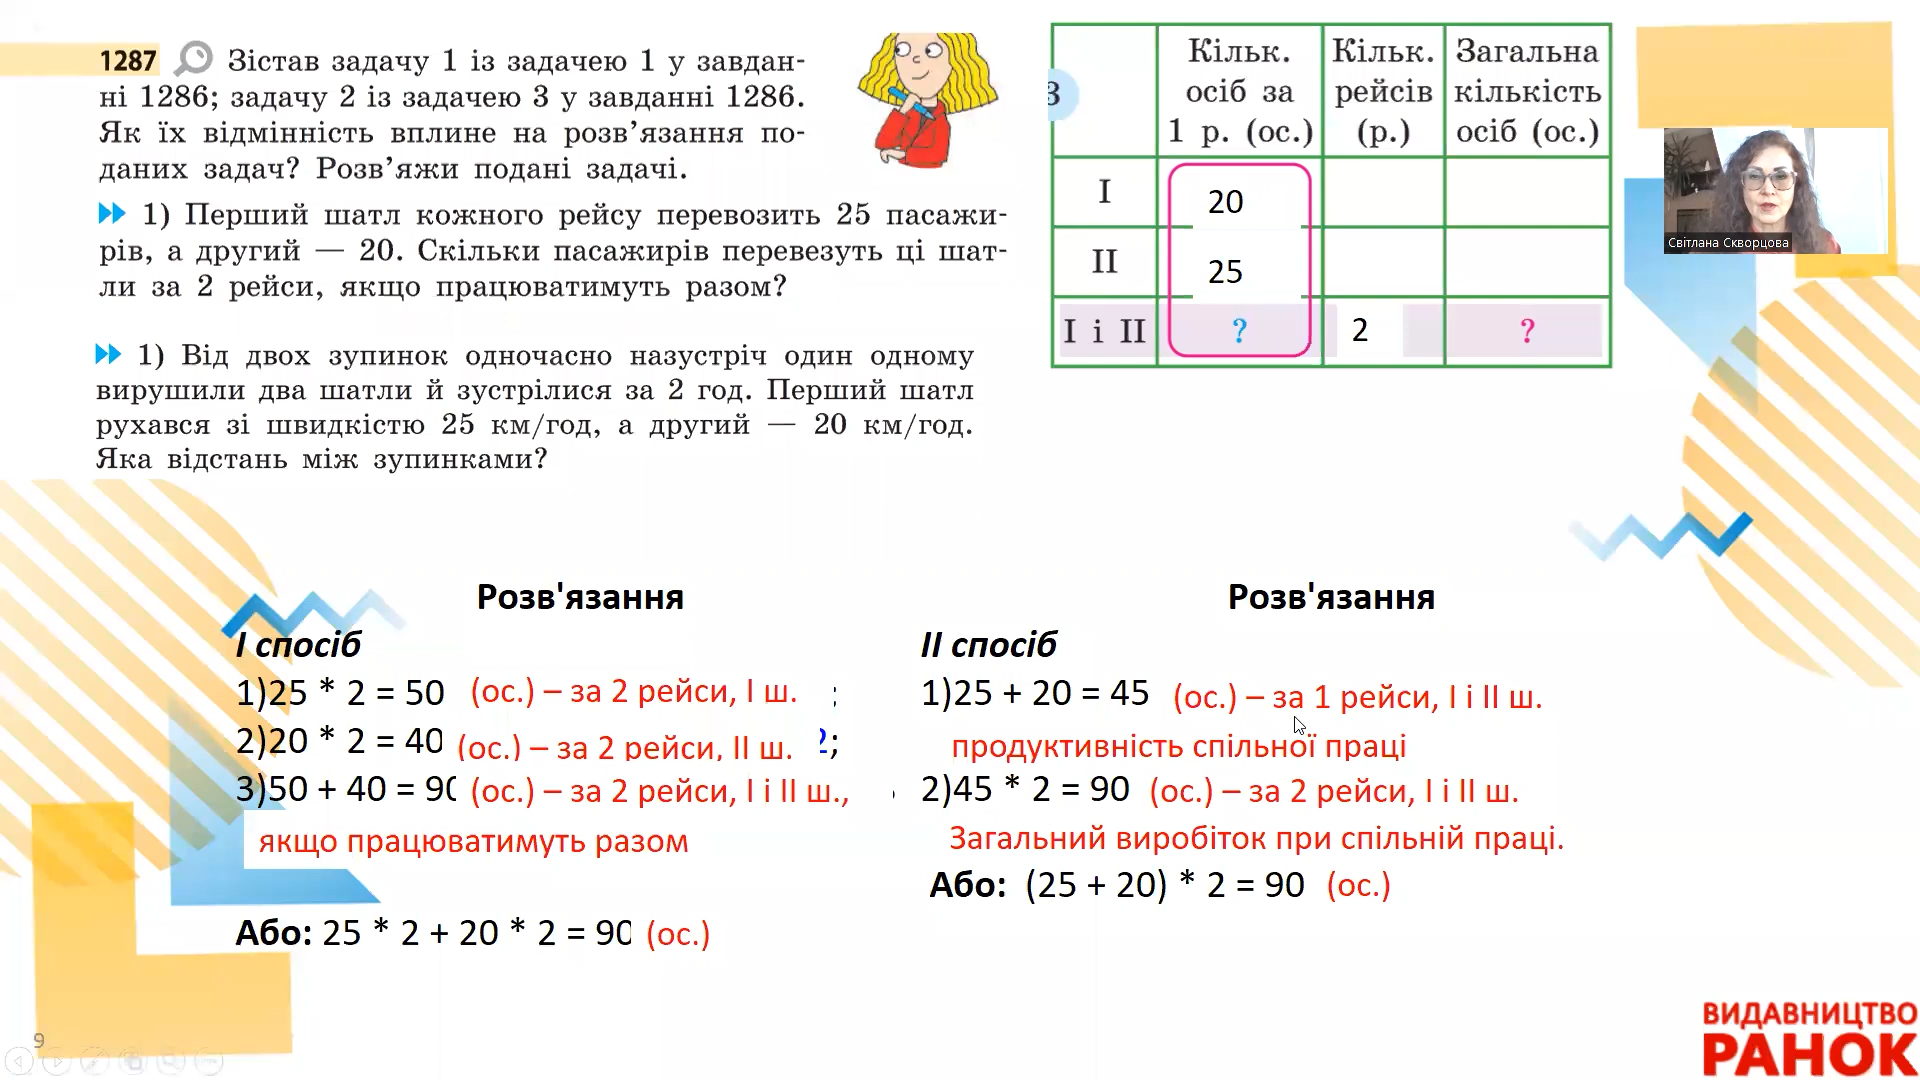 1287 Зістав задачу 1 із задачею 1 у завдан-
ні 1286; задачу 2 із задачею 3 у завданні 1286.
Як їх відмінність вплине на розв’язання по-
даних задач? Розв’яжи подані задачі.
1) Перший шатл кожного рейсу перевозить 25 пасажи-
рів, а другий — 20. Скільки пасажирів перевезуть ці шат-
ли за 2 рейси, якщо працюватимуть разом?
1) Від двох зупинок одночасно назустріч один одному
вирушили два шатли й зустрілися за 2 год. Перший шатл
рухався зі швидкістю 25 км/год, а другий — 20 км/год.
Яка відстань між зупинками?
З
Кільк. осіб за 1 р. (ос.)
Кільк. рейсів (р.)
Загальна кількість осіб (ос.)
I 20
II 25
I і II ? 2 ?
Світлана Скворцова
Розв'язання
І спосіб
1)25 * 2 = 50 (ос.) – за 2 рейси, І ш. ;
2)20 * 2 = 40 (ос.) – за 2 рейси, ІІ ш. 2;
3)50 + 40 = 90 (ос.) – за 2 рейси, І і ІІ ш.,
якщо працюватимуть разом
Або: 25 * 2 + 20 * 2 = 90 (ос.)
Розв'язання
ІІ спосіб
1)25 + 20 = 45 (ос.) – за 1 рейси, І і ІІ ш.
продуктивність спільної праці
2)45 * 2 = 90 (ос.) – за 2 рейси, І і ІІ ш.
Загальний виробіток при спільній праці.
Або: (25 + 20) * 2 = 90 (ос.)
9
ВИДАВНИЦТВО
РАНОК